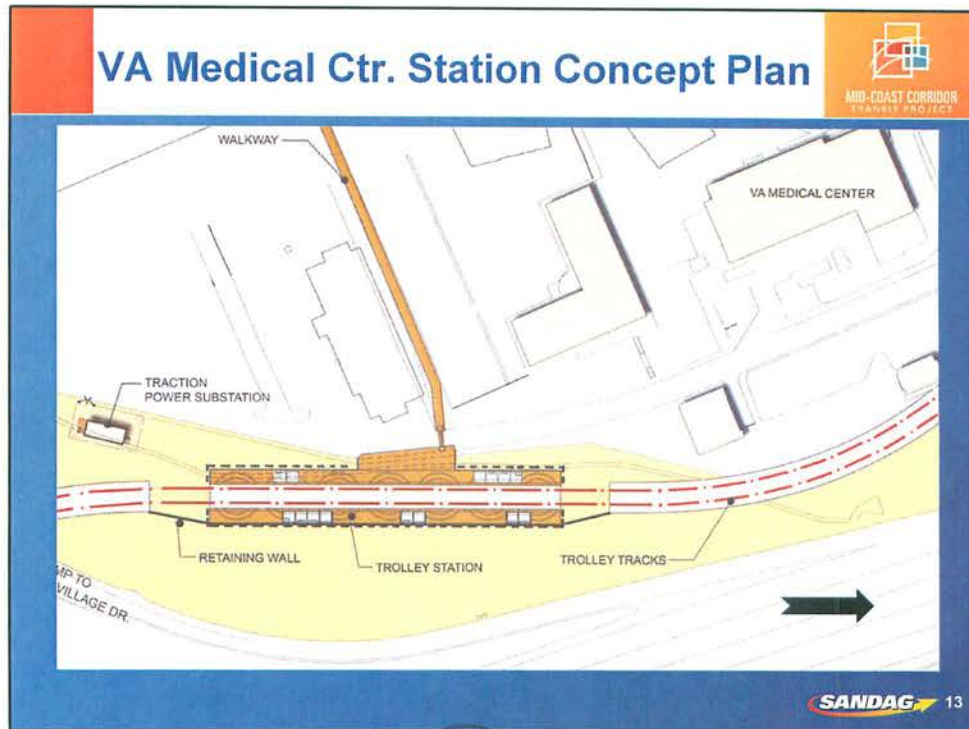 VA Medical Ctr. Station Concept Plan
MID-COAST CORRIDOR
TRANSIT PROJECT
WALKWAY
VA MEDICAL CENTER
TRACTION
POWER SUBSTATION
RETAINING WALL
TROLLEY STATION
TROLLEY TRACKS
MP TO
VILLAGE DR.
SANDAG 13